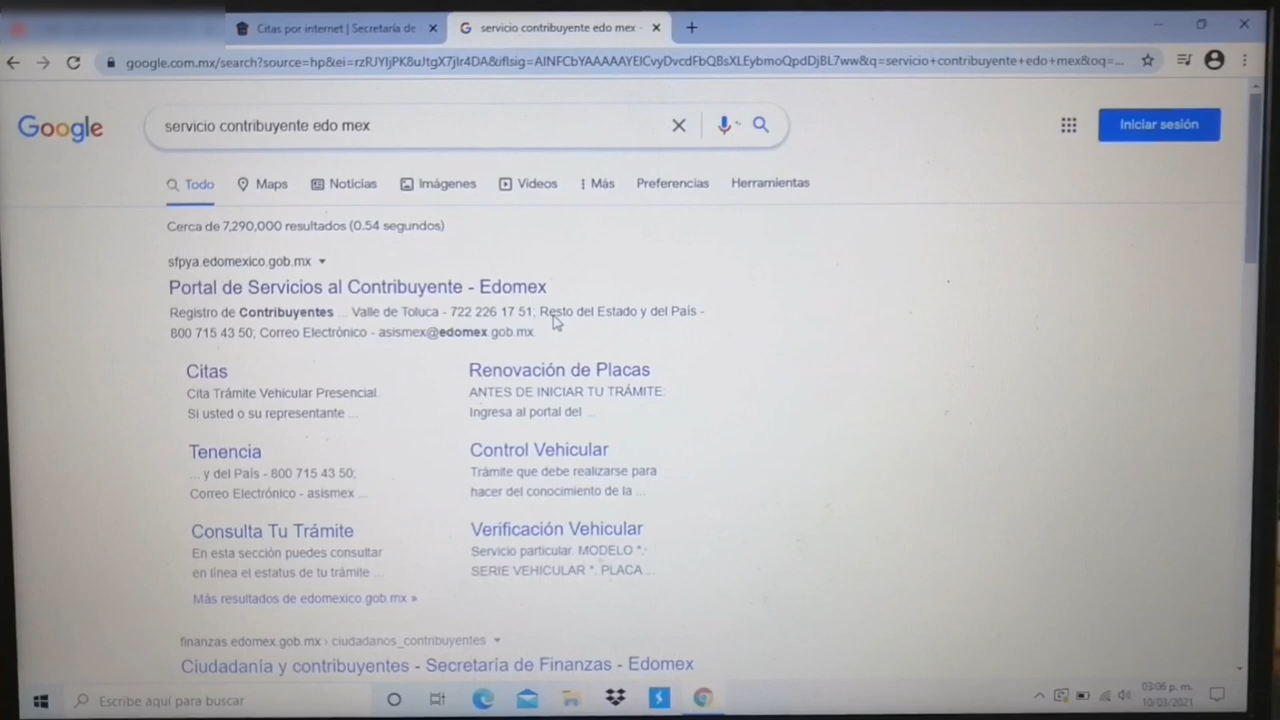 Citas por internet | Secretaría de
servicio contribuyente edo mex -
google.com.mx/search?source=hp&ei=rzRJYIjPK8uJtgX7jIr4DA&uflsig=AINFCbYAAAAAYElCvyDvcdFbQBsXLEybmoQpdDjBL7ww&q=servicio+contribuyente+edo+mex&oq=...
Google
servicio contribuyente edo mex
Iniciar sesión
Todo Maps Noticias Imágenes Videos Más Preferencias Herramientas
Cerca de 7,290,000 resultados (0.54 segundos)
sfpya.edomexico.gob.mx
Portal de Servicios al Contribuyente - Edomex
Registro de Contribuyentes ... Valle de Toluca - 722 226 17 51; Resto del Estado y del País -
800 715 43 50; Correo Electrónico - asismex@edomex.gob.mx
Citas
Cita Trámite Vehicular Presencial.
Si usted o su representante ...
Renovación de Placas
ANTES DE INICIAR TU TRÁMITE:
Ingresa al portal del ...
Tenencia
... y del País - 800 715 43 50;
Correo Electrónico - asismex ...
Control Vehicular
Trámite que debe realizarse para
hacer del conocimiento de la ...
Consulta Tu Trámite
En esta sección puedes consultar
en línea el estatus de tu trámite ...
Verificación Vehicular
Servicio particular. MODELO *:
SERIE VEHICULAR *. PLACA ...
Más resultados de edomexico.gob.mx »
finanzas.edomex.gob.mx › ciudadanos_contribuyentes
Ciudadanía y contribuyentes - Secretaría de Finanzas - Edomex
Escribe aquí para buscar
03:06 p. m.
10/03/2021